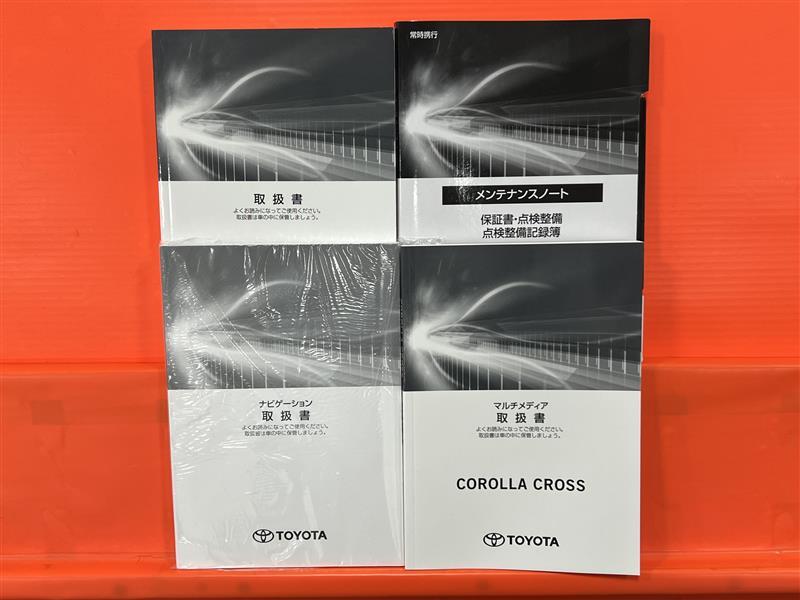 取扱書
よくお読みになってご使用ください。
取扱書は車の中に保管しましょう。
常時携行
メンテナンスノート
保証書・点検整備
点検整備記録簿
ナビゲーション
取扱書
よくお読みになってご使用ください。
取扱書は車の中に保管しましょう。
TOYOTA
マルチメディア
取扱書
よくお読みになってご使用ください。
取扱書は車の中に保管しましょう。
COROLLA CROSS
TOYOTA